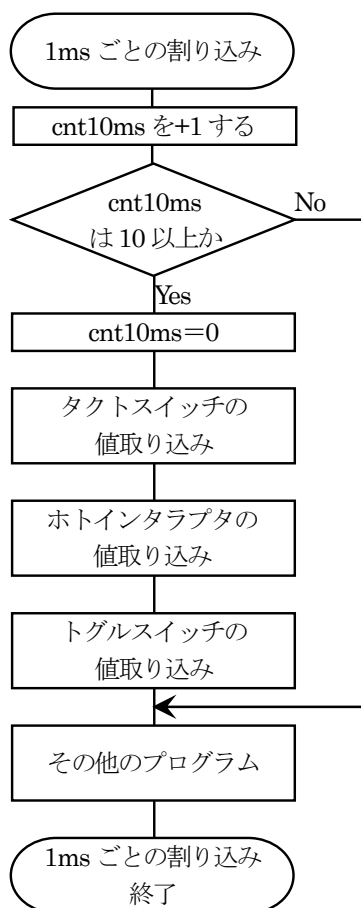 1ms ごとの割り込み
cnt10ms を+1 する
cnt10ms
は 10 以上か
No
Yes
cnt10ms＝0
タクトスイッチの
値取り込み
ホトインタラプタの
値取り込み
トグルスイッチの
値取り込み
その他のプログラム
1ms ごとの割り込み
終了